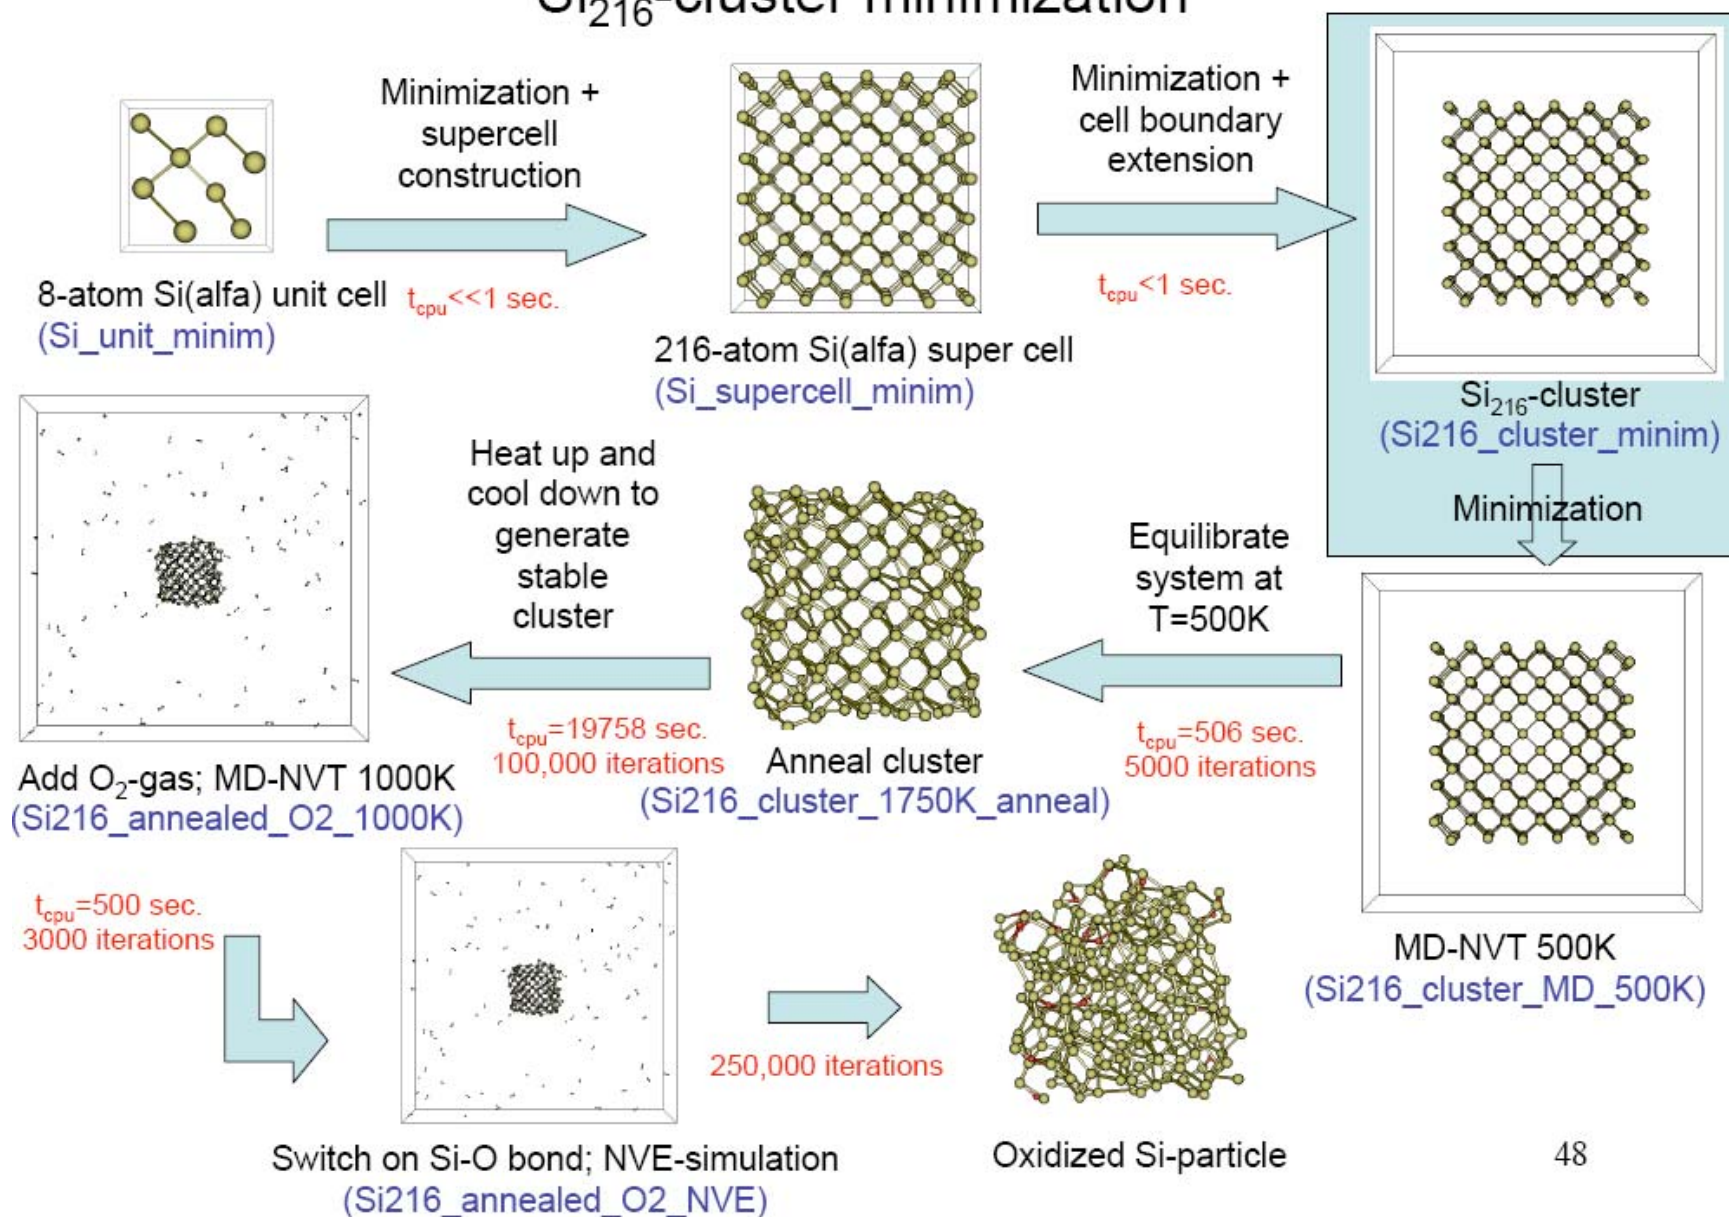 Si216-cluster minimization
Minimization +
supercell
construction
tcpu<<1 sec.
8-atom Si(alfa) unit cell
(Si_unit_minim)
216-atom Si(alfa) super cell
(Si_supercell_minim)
Minimization +
cell boundary
extension
tcpu<1 sec.
Si216-cluster
(Si216_cluster_minim)
Minimization
MD-NVT 500K
(Si216_cluster_MD_500K)
Equilibrate
system at
T=500K
tcpu=506 sec.
5000 iterations
Anneal cluster
(Si216_cluster_1750K_anneal)
Heat up and
cool down to
generate
stable
cluster
tcpu=19758 sec.
100,000 iterations
Add O2-gas; MD-NVT 1000K
(Si216_annealed_O2_1000K)
tcpu=500 sec.
3000 iterations
Switch on Si-O bond; NVE-simulation
(Si216_annealed_O2_NVE)
250,000 iterations
Oxidized Si-particle
48